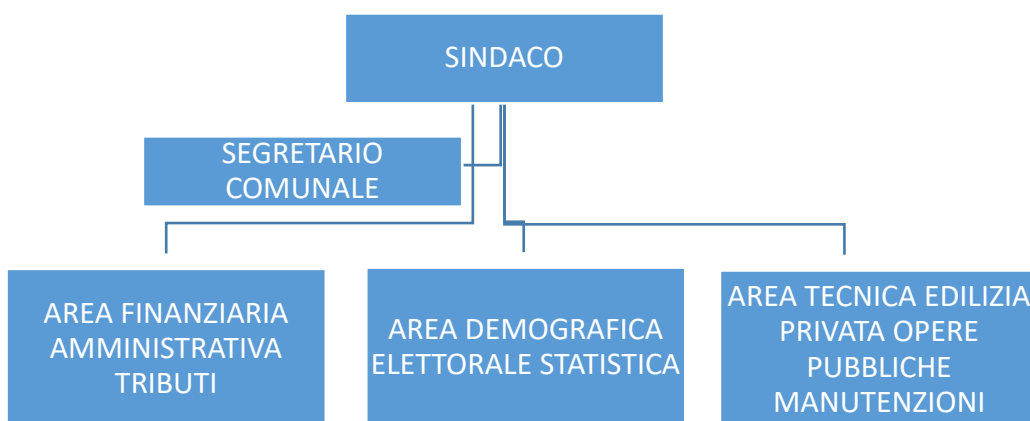 SINDACO
SEGRETARIO
COMUNALE
AREA FINANZIARIA
AMMINISTRATIVA
TRIBUTI
AREA DEMOGRAFICA
ELETTORALE STATISTICA
AREA TECNICA EDILIZIA
PRIVATA OPERE
PUBBLICHE
MANUTENZIONI